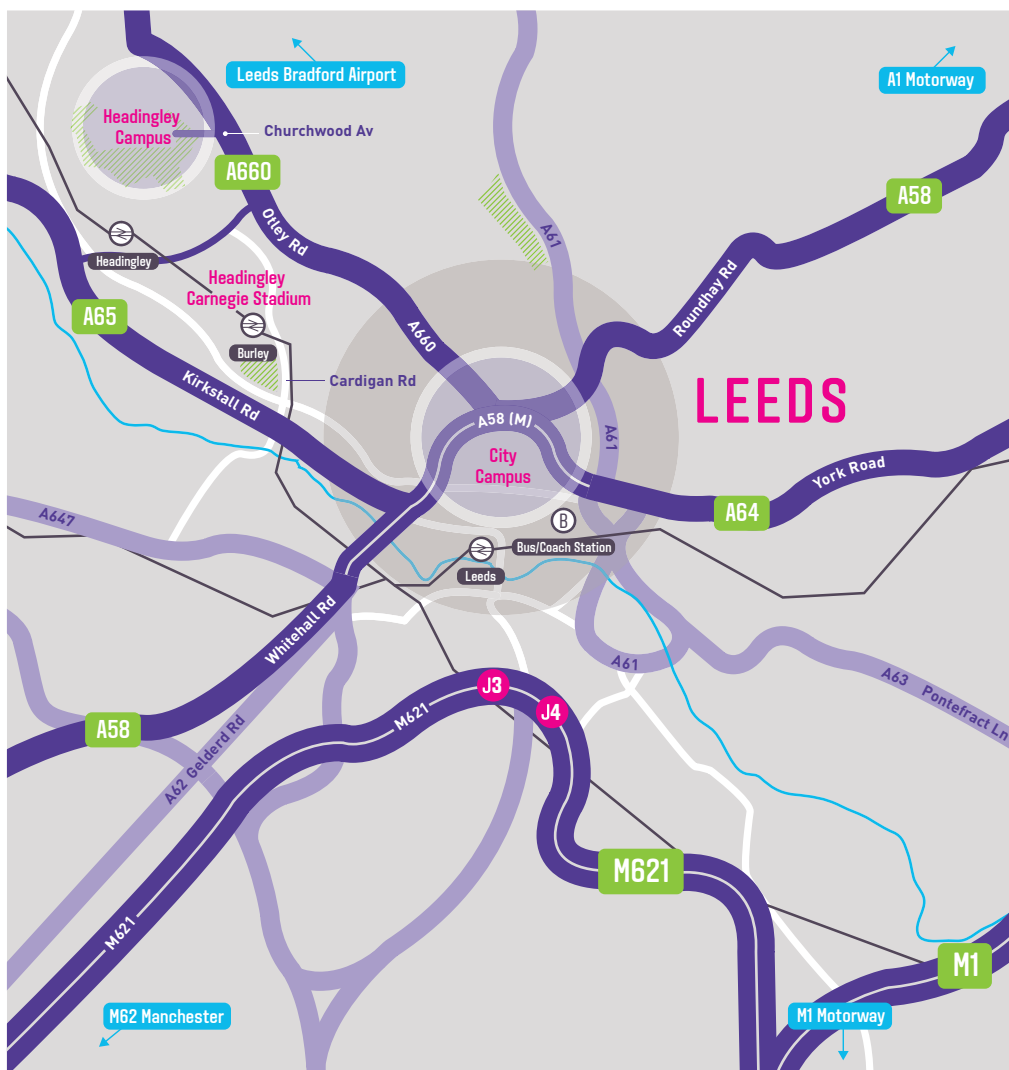 Leeds Bradford Airport
A1 Motorway
Headingley
Campus
Churchwood Av
A660
A58
Otley Rd
A61
Headingley
Headingley
Carnegie Stadium
Roundhay Rd
A65
A660
Burley
Cardigan Rd
Kirkstall Rd
LEEDS
A58 (M)
A61
City
Campus
York Road
A647
B
A64
Bus/Coach Station
Leeds
Whitehall Rd
A61
A63 Pontefract Ln
J3
J4
M621
A58
A62 Gelderd Rd
M621
M621
M1
M62 Manchester
M1 Motorway